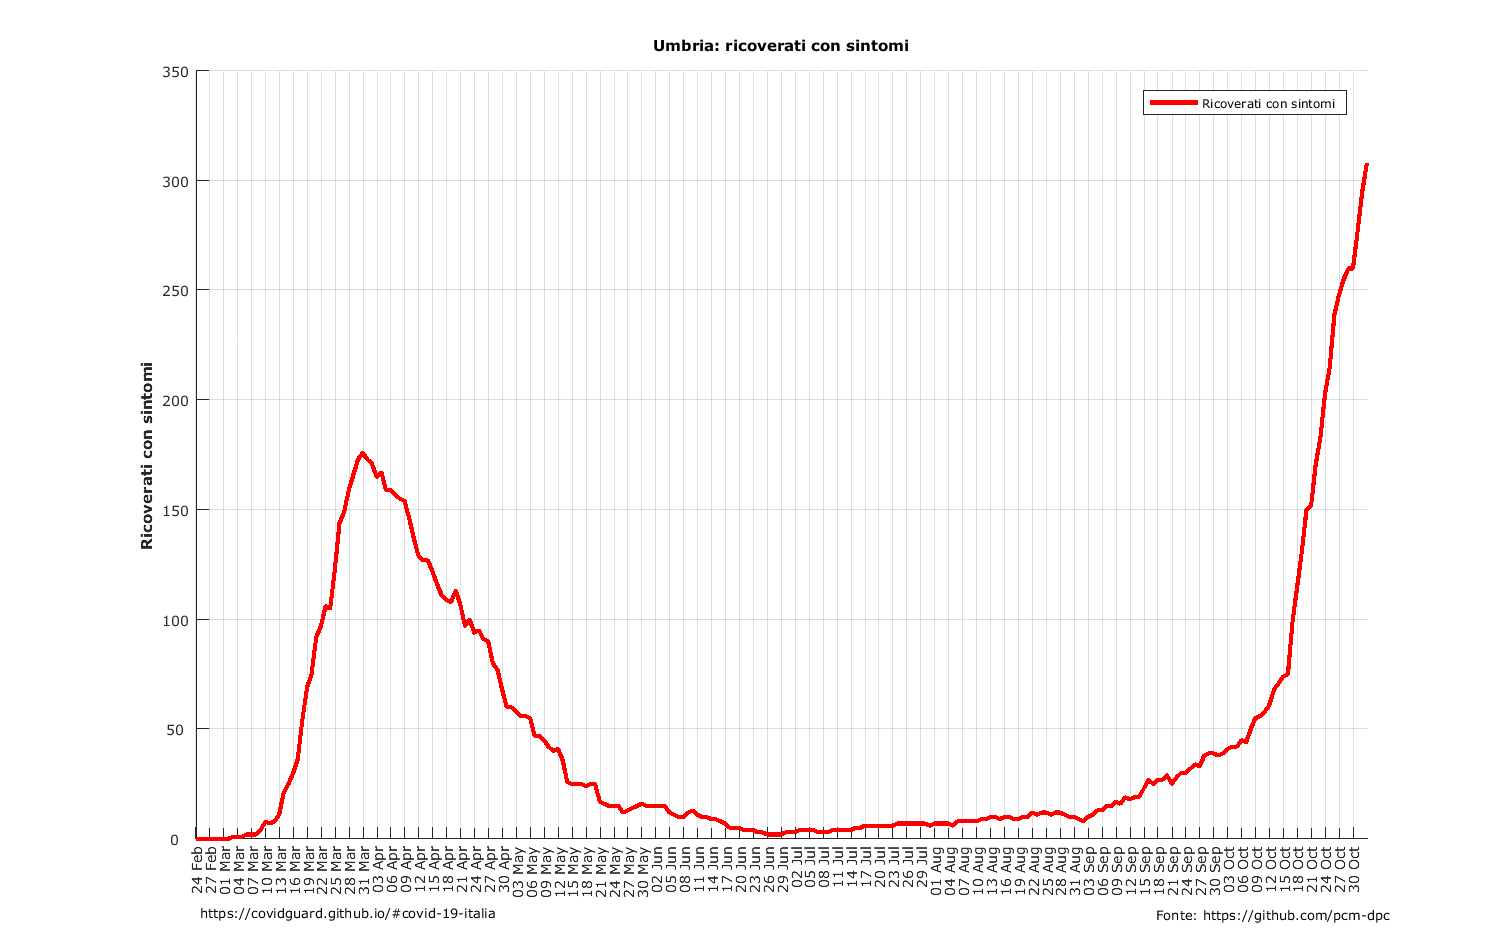 Umbria: ricoverati con sintomi
Ricoverati con sintomi
Ricoverati con sintomi
350
300
250
200
150
100
50
0
24 Feb
27 Feb
01 Mar
04 Mar
07 Mar
10 Mar
13 Mar
16 Mar
19 Mar
22 Mar
25 Mar
28 Mar
31 Mar
03 Apr
06 Apr
09 Apr
12 Apr
15 Apr
18 Apr
21 Apr
24 Apr
27 Apr
30 Apr
03 May
06 May
09 May
12 May
15 May
18 May
21 May
24 May
27 May
30 May
02 Jun
05 Jun
08 Jun
11 Jun
14 Jun
17 Jun
20 Jun
23 Jun
26 Jun
29 Jun
02 Jul
05 Jul
08 Jul
11 Jul
14 Jul
17 Jul
20 Jul
23 Jul
26 Jul
29 Jul
01 Aug
04 Aug
07 Aug
10 Aug
13 Aug
16 Aug
19 Aug
22 Aug
25 Aug
28 Aug
31 Aug
03 Sep
06 Sep
09 Sep
12 Sep
15 Sep
18 Sep
21 Sep
24 Sep
27 Sep
30 Sep
03 Oct
06 Oct
09 Oct
12 Oct
15 Oct
18 Oct
21 Oct
24 Oct
27 Oct
30 Oct
https://covidguard.github.io/#covid-19-italia
Fonte: https://github.com/pcm-dpc